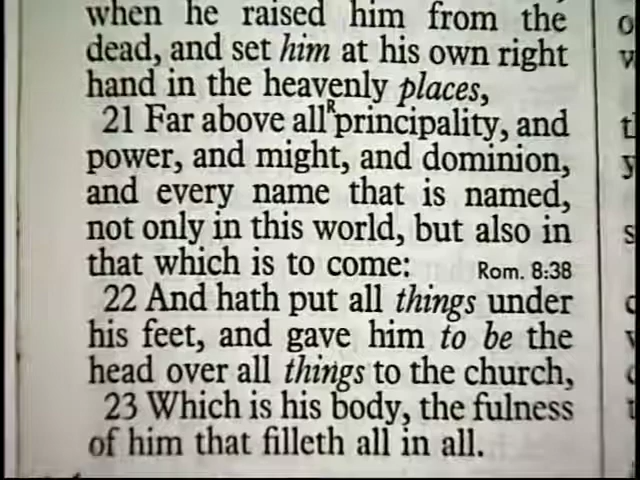 when he raised him from the
dead, and set him at his own right
hand in the heavenly places,
21 Far above all R principality, and
power, and might, and dominion,
and every name that is named,
not only in this world, but also in
that which is to come: Rom. 8:38
22 And hath put all things under
his feet, and gave him to be the
head over all things to the church,
23 Which is his body, the fulness
of him that filleth all in all.